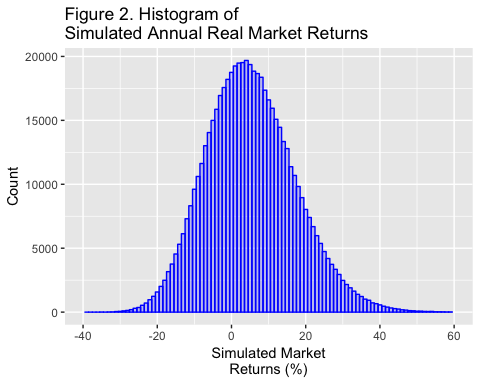 Figure 2. Histogram of
Simulated Annual Real Market Returns
20000
15000
10000
5000
0
Count
-40 -20 0 20 40 60
Simulated Market
Returns (%)